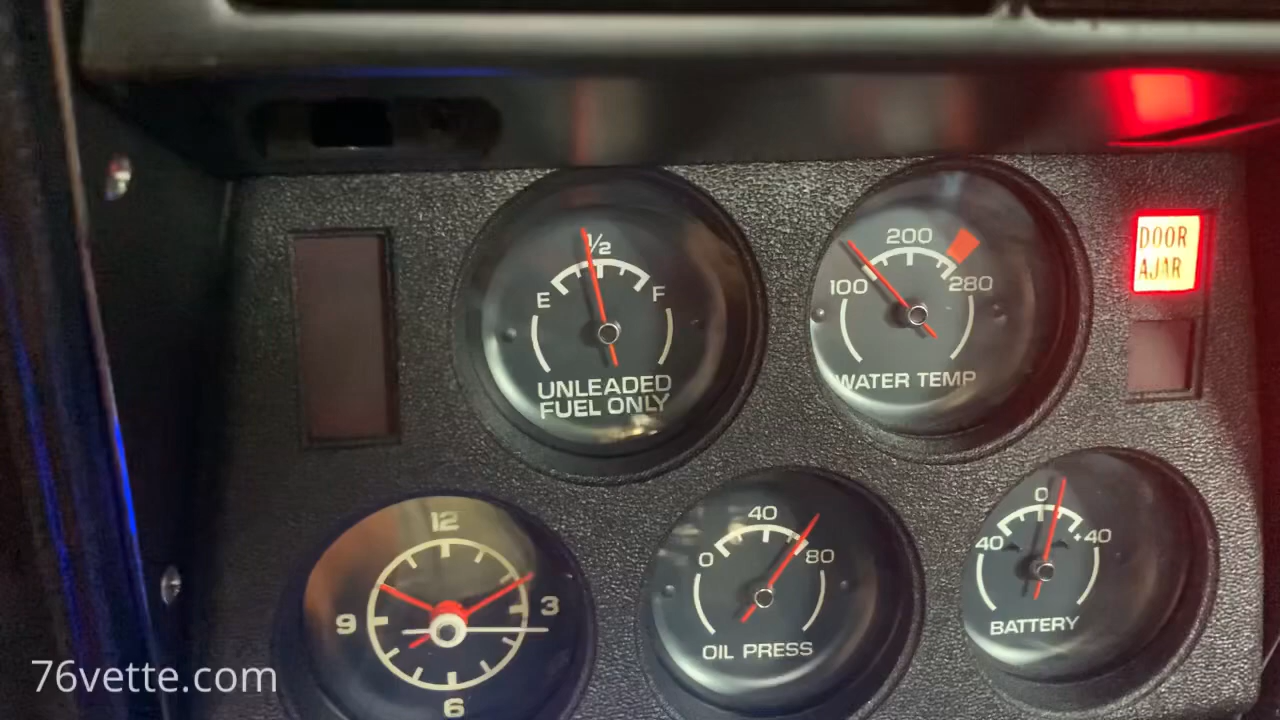 ½
E F
UNLEADED
FUEL ONLY
200
100 280
WATER TEMP
DOOR
AJAR
12
9 3
6
40
0 80
OIL PRESS
0
40 +40
BATTERY
76vette.com